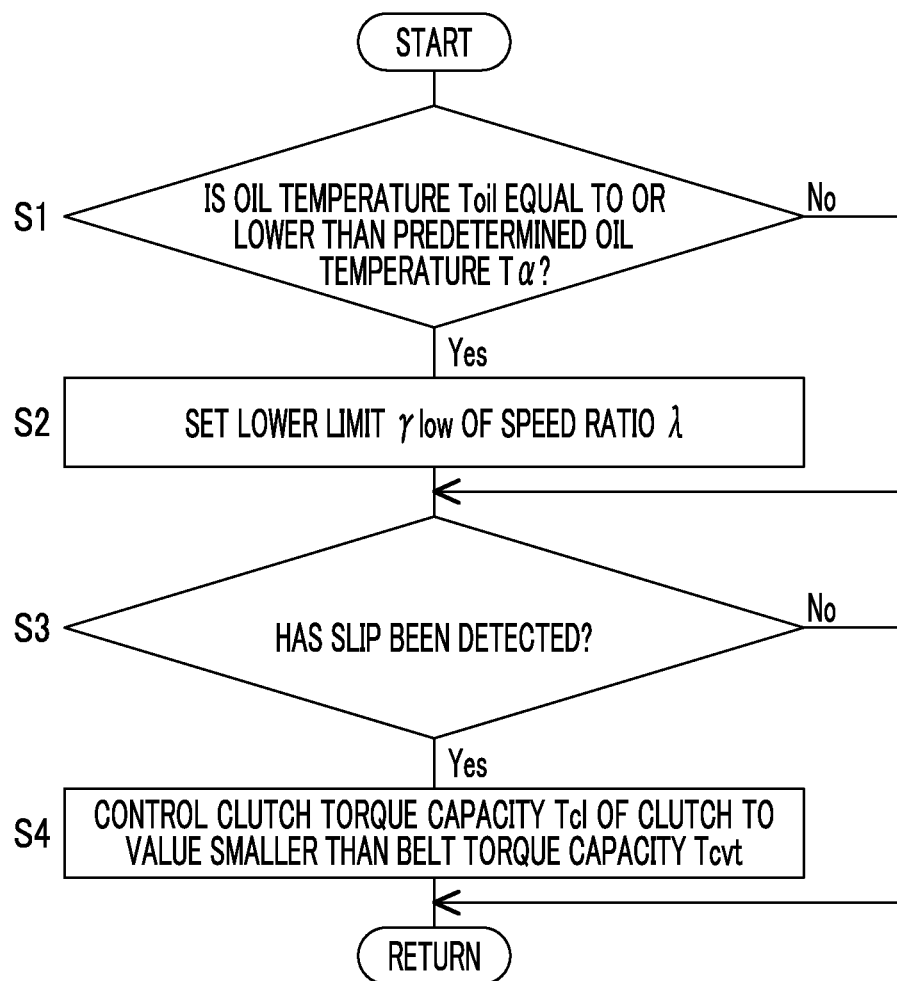 START
S1
IS OIL TEMPERATURE Toil EQUAL TO OR
LOWER THAN PREDETERMINED OIL
TEMPERATURE T α?
No
Yes
S2
SET LOWER LIMIT γ low OF SPEED RATIO λ
S3
HAS SLIP BEEN DETECTED?
No
Yes
S4
CONTROL CLUTCH TORQUE CAPACITY Tcl OF CLUTCH TO
VALUE SMALLER THAN BELT TORQUE CAPACITY Tcvt
RETURN